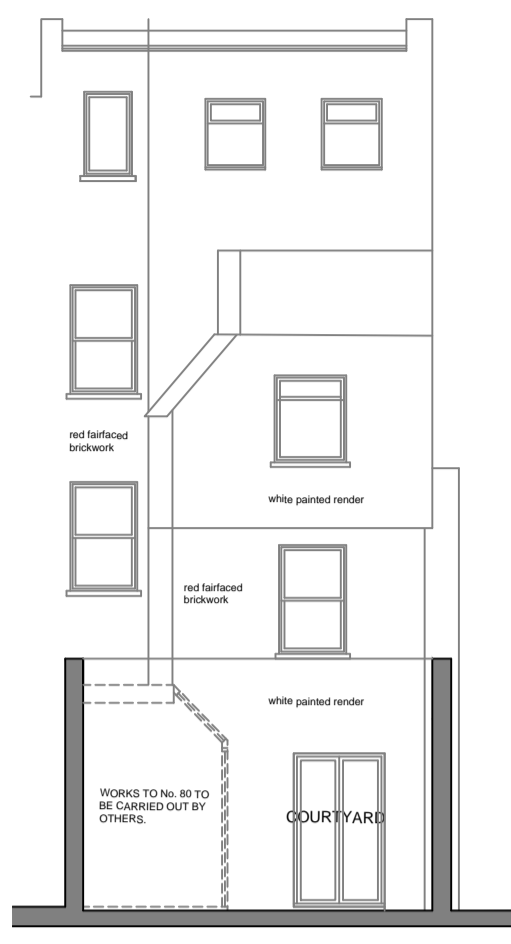 red fairfaced
brickwork
white painted render
red fairfaced
brickwork
white painted render
WORKS TO No. 80 TO
BE CARRIED OUT BY
OTHERS.
COURTYARD